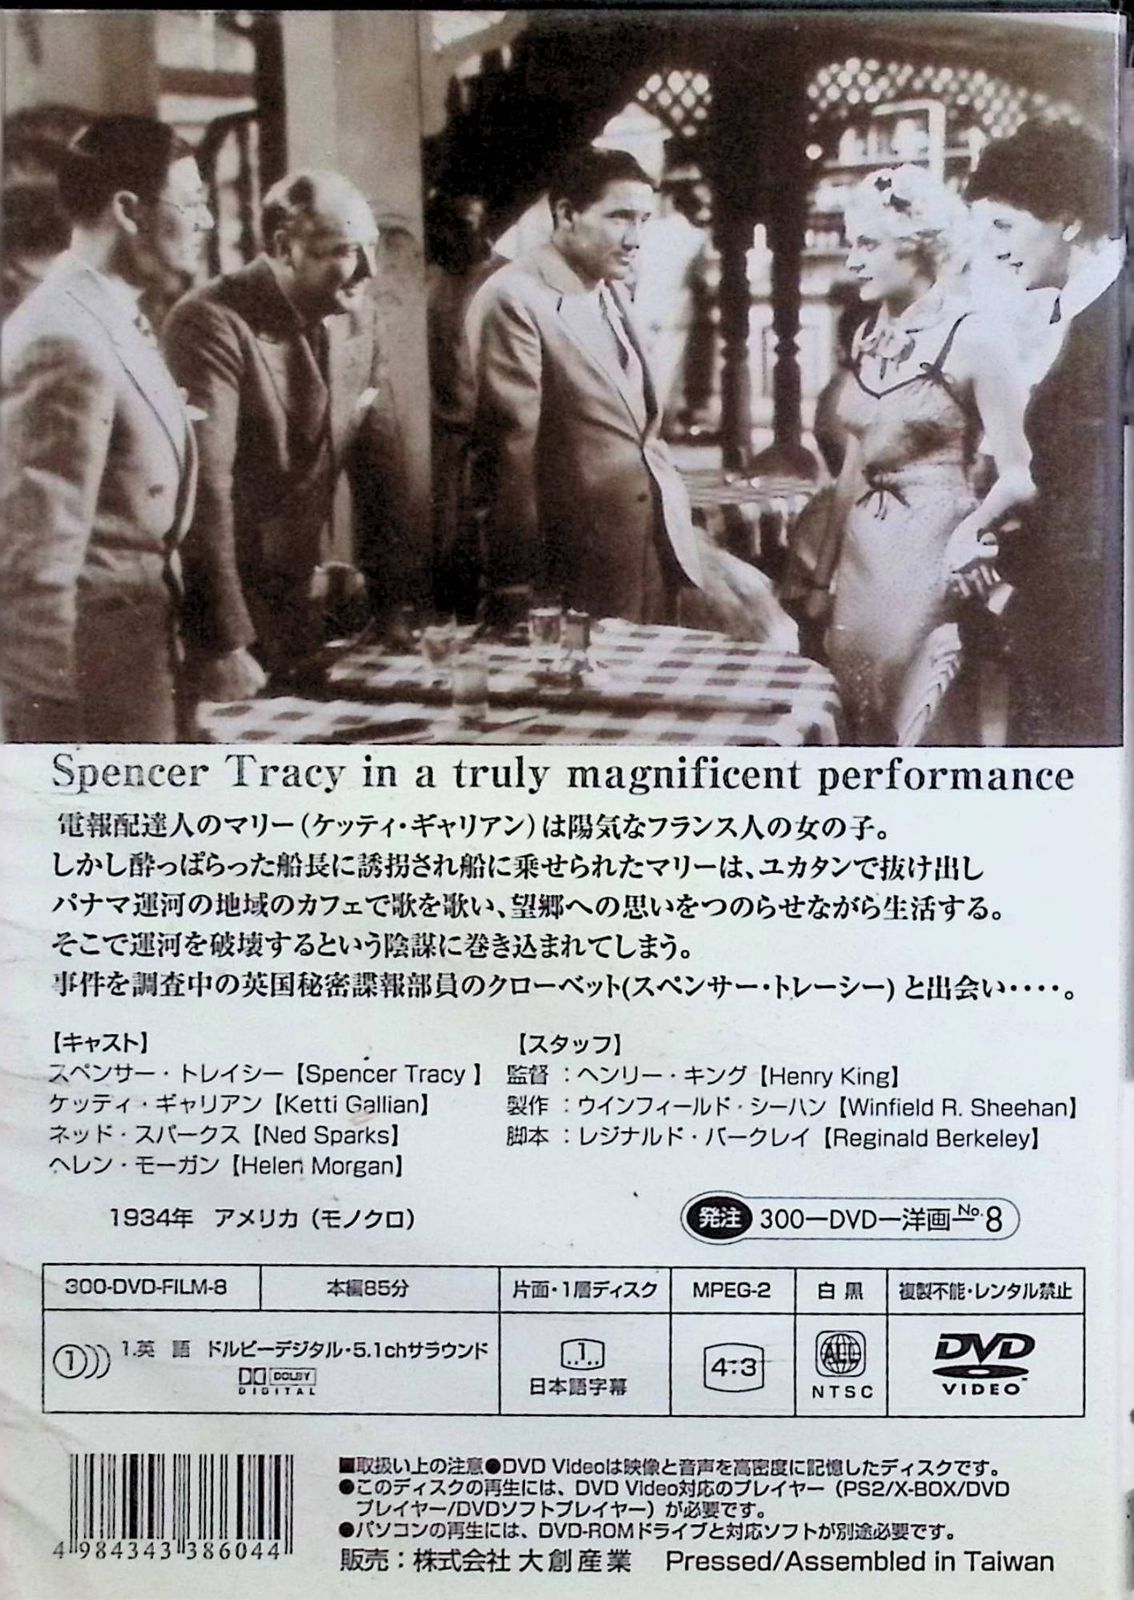 Spencer Tracy in a truly magnificent performance
電報配達人のマリー(ケッティ・ギャリアン)は陽気なフランス人の女の子。
しかし酔っぱらった船長に誘拐され船に乗せられたマリーは、ユカタンで抜け出し
パナマ運河の地域のカフェで歌を歌い、望郷への思いをつのらせながら生活する。
そこで運河を破壊するという陰謀に巻き込まれてしまう。
事件を調査中の英国秘密諜報部員のクローベット(スペンサー・トレーシー)と出会い‥‥。
【キャスト】
スペンサー・トレイシー【Spencer Tracy】
ケッティ・ギャリアン【Ketti Gallian】
ネッド・スパークス【Ned Sparks】
ヘレン・モーガン【Helen Morgan】
【スタッフ】
監督：ヘンリー・キング【Henry King】
製作：ウインフィールド・シーハン【Winfield R. Sheehan】
脚本：レジナルド・バークレイ【Reginald Berkeley】
1934年 アメリカ（モノクロ）
発注 300―DVD―洋画―No.8
300-DVD-FILM-8 本編85分 片面・1層ディスク MPEG-2 白黒 複製不能・レンタル禁止
1 1.英語 ドルビーデジタル・5.1chサラウンド
DOLBY
DIGITAL
1
日本語字幕
4:3
ALL
NTSC
DVD
VIDEO™
4984343386044
■取扱い上の注意●DVD Videoは映像と音声を高密度に記憶したディスクです。
●このディスクの再生には、DVD Video対応のプレイヤー（PS2/X-BOX/DVD
プレイヤー/DVDソフトプレイヤー）が必要です。
●パソコンの再生には、DVD-ROMドライブと対応ソフトが別途必要です。
販売：株式会社 大創産業 Pressed/Assembled in Taiwan